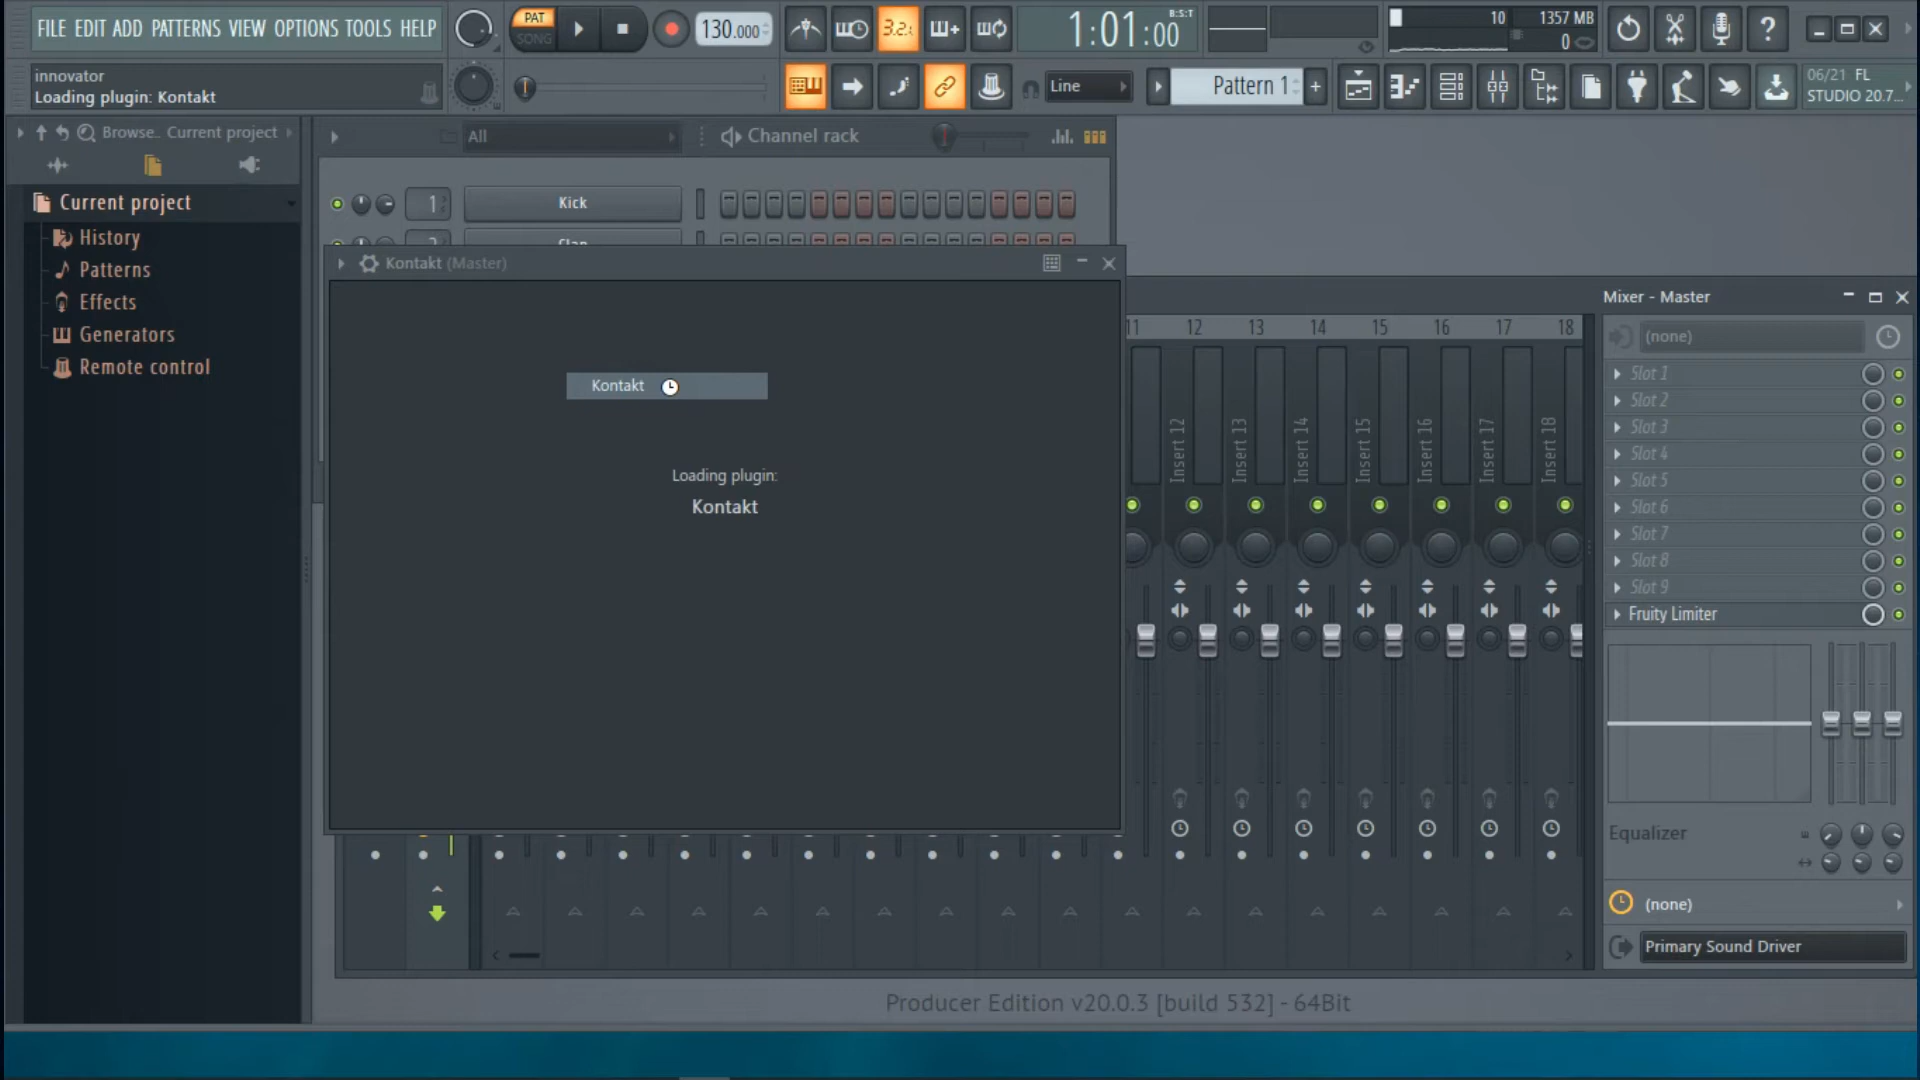 FILE EDIT ADD PATTERNS VIEW OPTIONS TOOLS HELP
PAT
SONG
130.000
3.2.
1:01:00
B:S:T
10
1357 MB
0
innovator
Loading plugin: Kontakt
Line
Pattern 1
06/21 FL
STUDIO 20.7...
Browse.. Current project
All
Channel rack
Current project
History
Patterns
Effects
Generators
Remote control
1
Kick
Kontakt (Master)
Kontakt
Loading plugin:
Kontakt
Mixer - Master
11 12 13 14 15 16 17 18
Insert 12
Insert 13
Insert 14
Insert 15
Insert 16
Insert 17
Insert 18
(none)
Slot 1
Slot 2
Slot 3
Slot 4
Slot 5
Slot 6
Slot 7
Slot 8
Slot 9
Fruity Limiter
Equalizer
(none)
Primary Sound Driver
Producer Edition v20.0.3 [build 532] - 64Bit